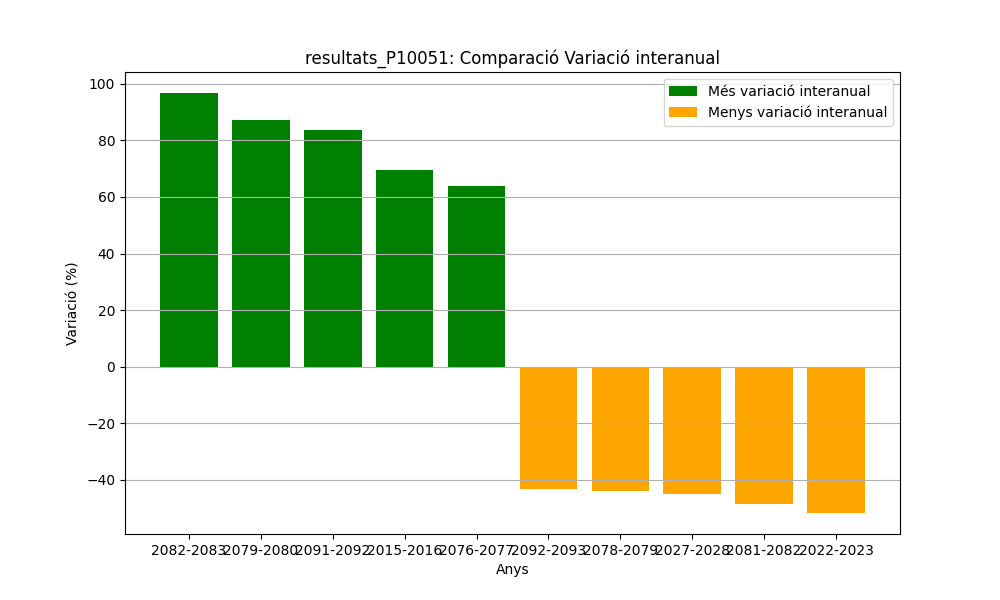 resultats_P10051: Comparació Variació interanual
Més variació interanual
Menys variació interanual
Variació (%)
100
80
60
40
20
0
−20
−40
2082-2083 2079-2080 2091-2092 2015-2016 2076-2077 2092-2093 2078-2079 2027-2028 2081-2082 2022-2023
Anys